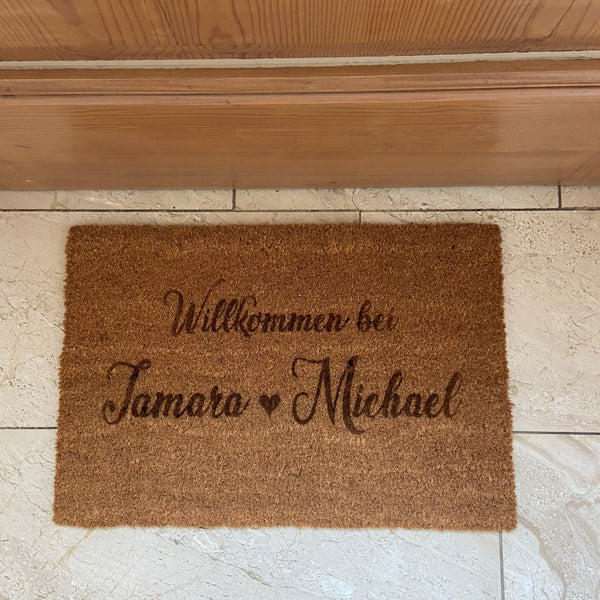 Willkommen bei
Tamara ♥ Michael